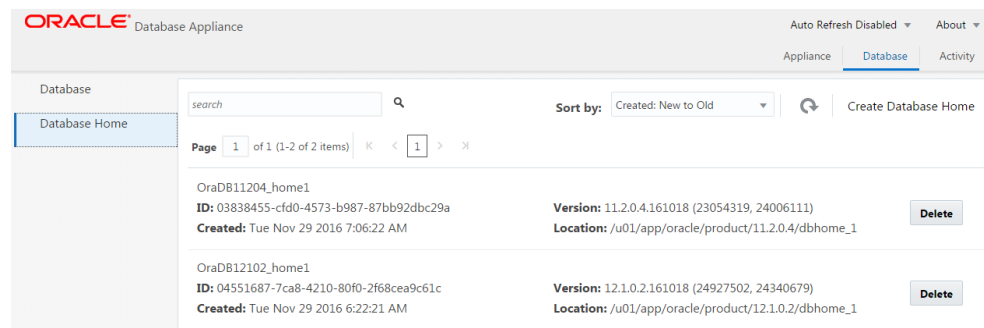 ORACLE® Database Appliance
Auto Refresh Disabled
About
Appliance
Database
Activity
Database
Database Home
search
Sort by: Created: New to Old
Create Database Home
Page 1 of 1 (1-2 of 2 items) 1
OraDB11204_home1
ID: 03838455-cfd0-4573-b987-87bb92dbc29a
Created: Tue Nov 29 2016 7:06:22 AM
Version: 11.2.0.4.161018 (23054319, 24006111)
Location: /u01/app/oracle/product/11.2.0.4/dbhome_1
Delete
OraDB12102_home1
ID: 04551687-7ca8-4210-80f0-2f68cea9c61c
Created: Tue Nov 29 2016 6:22:21 AM
Version: 12.1.0.2.161018 (24927502, 24340679)
Location: /u01/app/oracle/product/12.1.0.2/dbhome_1
Delete